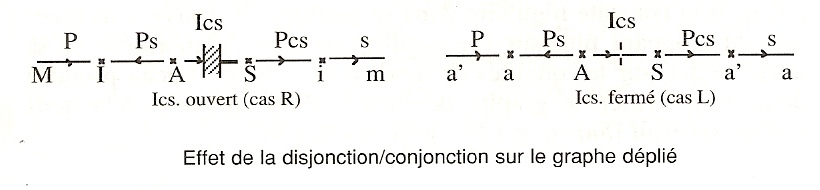 Ics
P Ps Pcs s
M I A S i m
Ics. ouvert (cas R)
Ics
P Ps Pcs s
a' a A S a' a
Ics. fermé (cas L)
Effet de la disjonction/conjonction sur le graphe déplié